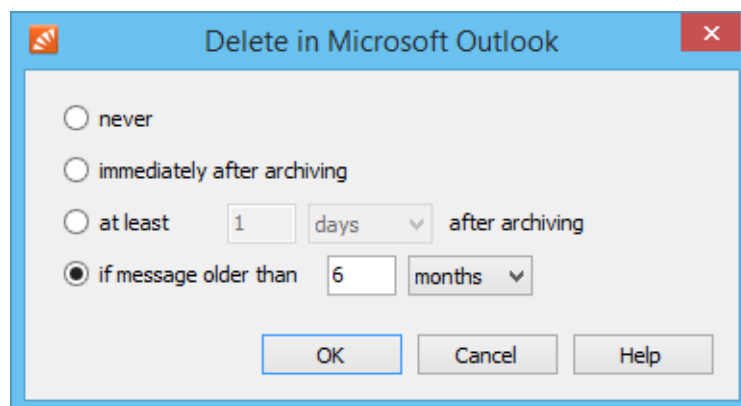 Delete in Microsoft Outlook
never
immediately after archiving
at least 1 days after archiving
if message older than 6 months
OK Cancel Help